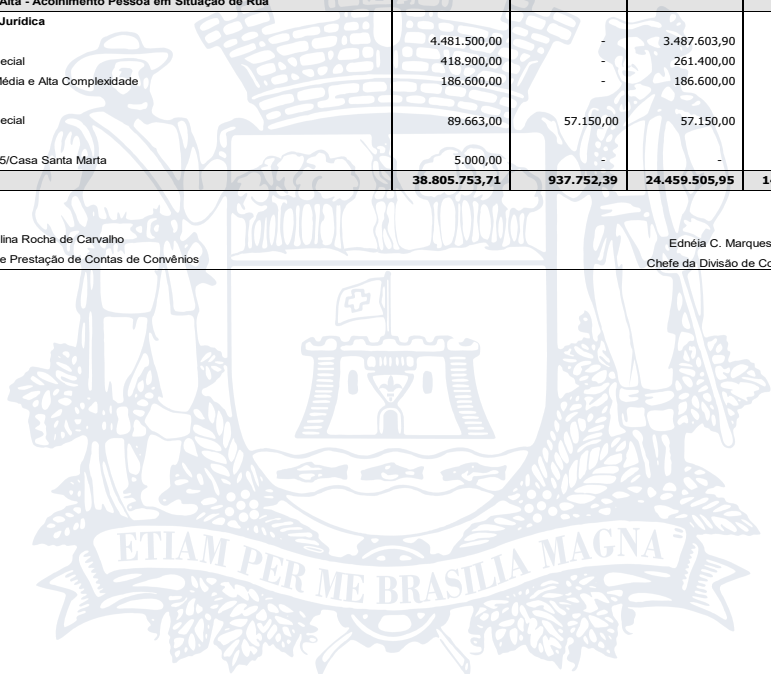 Alta - Acolhimento Pessoa em Situação de Rua
Jurídica
4.481.500,00 - 3.487.603,90
ecial 418.900,00 - 261.400,00
Média e Alta Complexidade 186.600,00 - 186.600,00
ecial 89.663,00 57.150,00 57.150,00
5/Casa Santa Marta 5.000,00 - -
38.805.753,71 937.752,39 24.459.505,95 14
lina Rocha de Carvalho
Ednéia C. Marques
e Prestação de Contas de Convênios
Chefe da Divisão de Co
ETIAM PER ME BRASILIA MAGNA